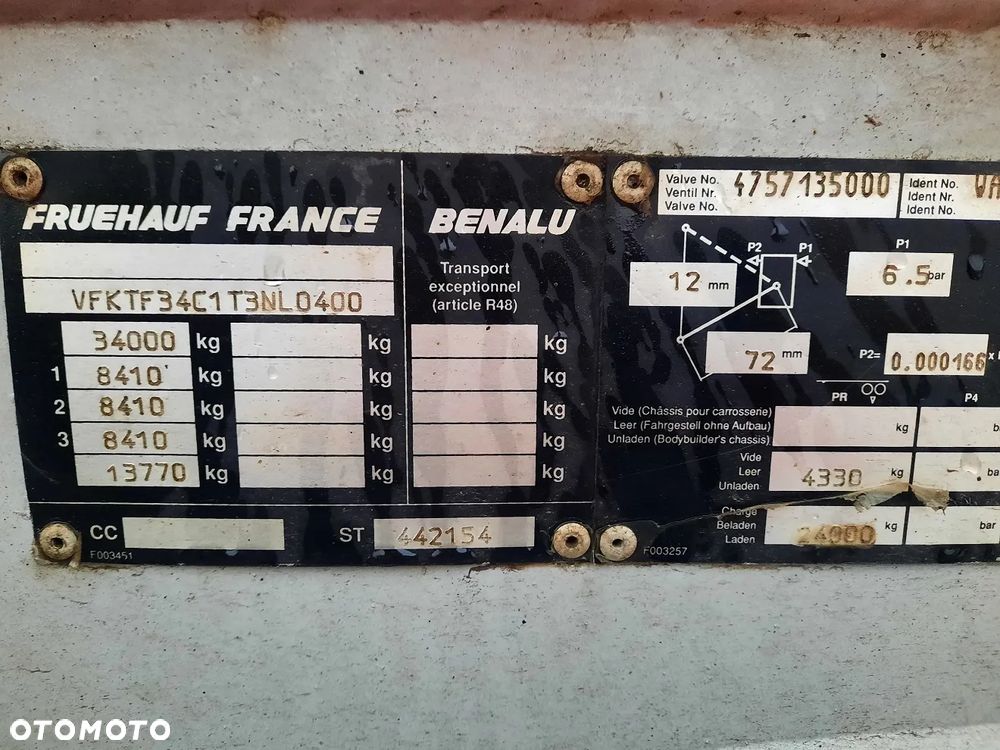 FRUEHAUF FRANCE
VFKTF34C1T3NL0400
34000 kg kg
1 8410 kg kg
2 8410 kg kg
3 8410 kg kg
13770 kg kg
CC
ST 442154
F003451
BENALU
Transport
exceptionnel
(article R48)
kg
kg
kg
kg
kg
Valve No.
Ventil Nr.
Valve No.
4757135000
Ident No.
Ident Nr.
Ident No.
P2 P1
12 mm
72 mm
P1
6.5 bar
P2= 0.000166 x
PR P4
Vide (Châssis pour carrosserie)
Leer (Fahrgestell ohne Aufbau)
Unladen (Bodybuilder's chassis)
kg
Vide
Leer
Unladen
4330 kg bar
Charge
Beladen
Laden
24000 kg bar
F003257
OTOMOTO